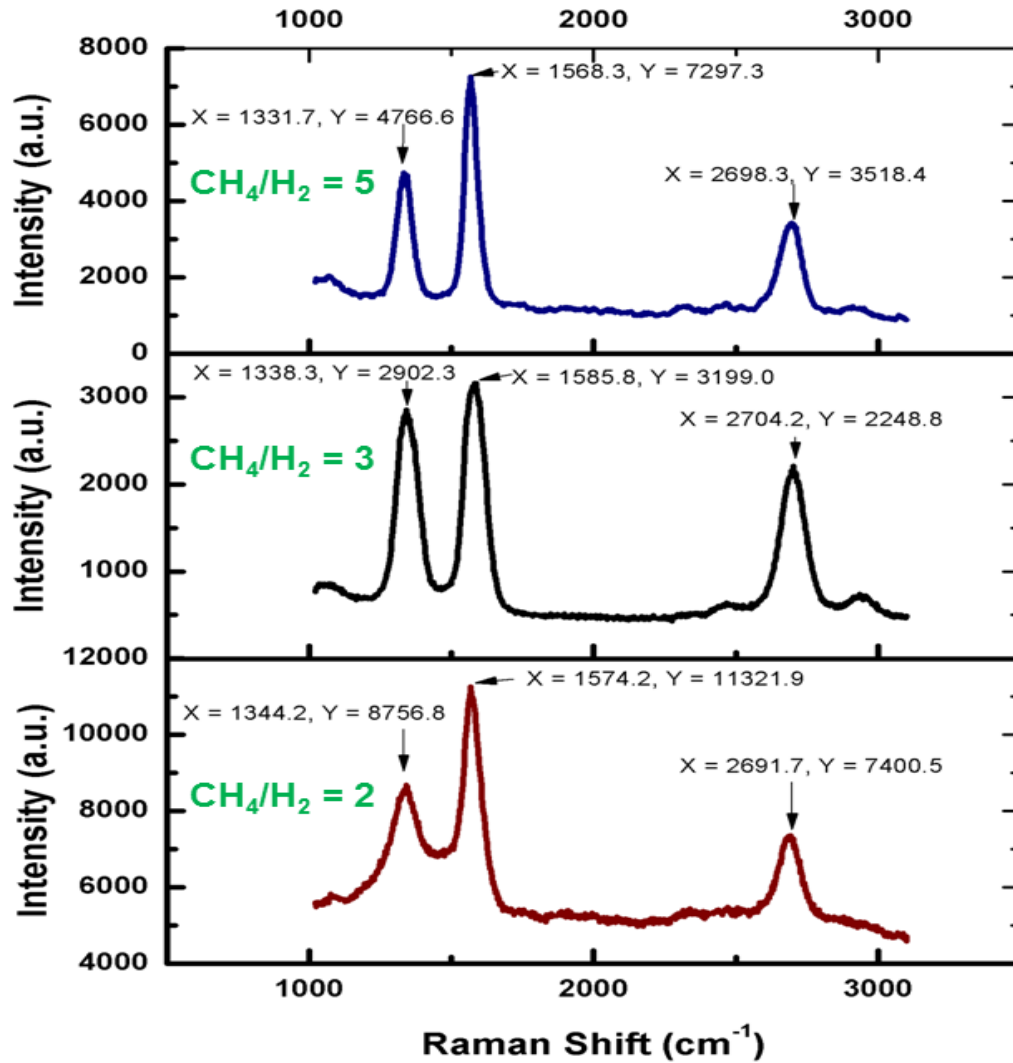 1000 2000 3000
8000
X = 1568.3, Y = 7297.3
X = 1331.7, Y = 4766.6
6000
CH₄/H₂ = 5
X = 2698.3, Y = 3518.4
4000
2000
0
Intensity (a.u.)
X = 1338.3, Y = 2902.3
X = 1585.8, Y = 3199.0
3000
X = 2704.2, Y = 2248.8
CH₄/H₂ = 3
2000
1000
Intensity (a.u.)
12000
X = 1574.2, Y = 11321.9
X = 1344.2, Y = 8756.8
10000
X = 2691.7, Y = 7400.5
CH₄/H₂ = 2
8000
6000
4000
Intensity (a.u.)
1000 2000 3000
Raman Shift (cm⁻¹)